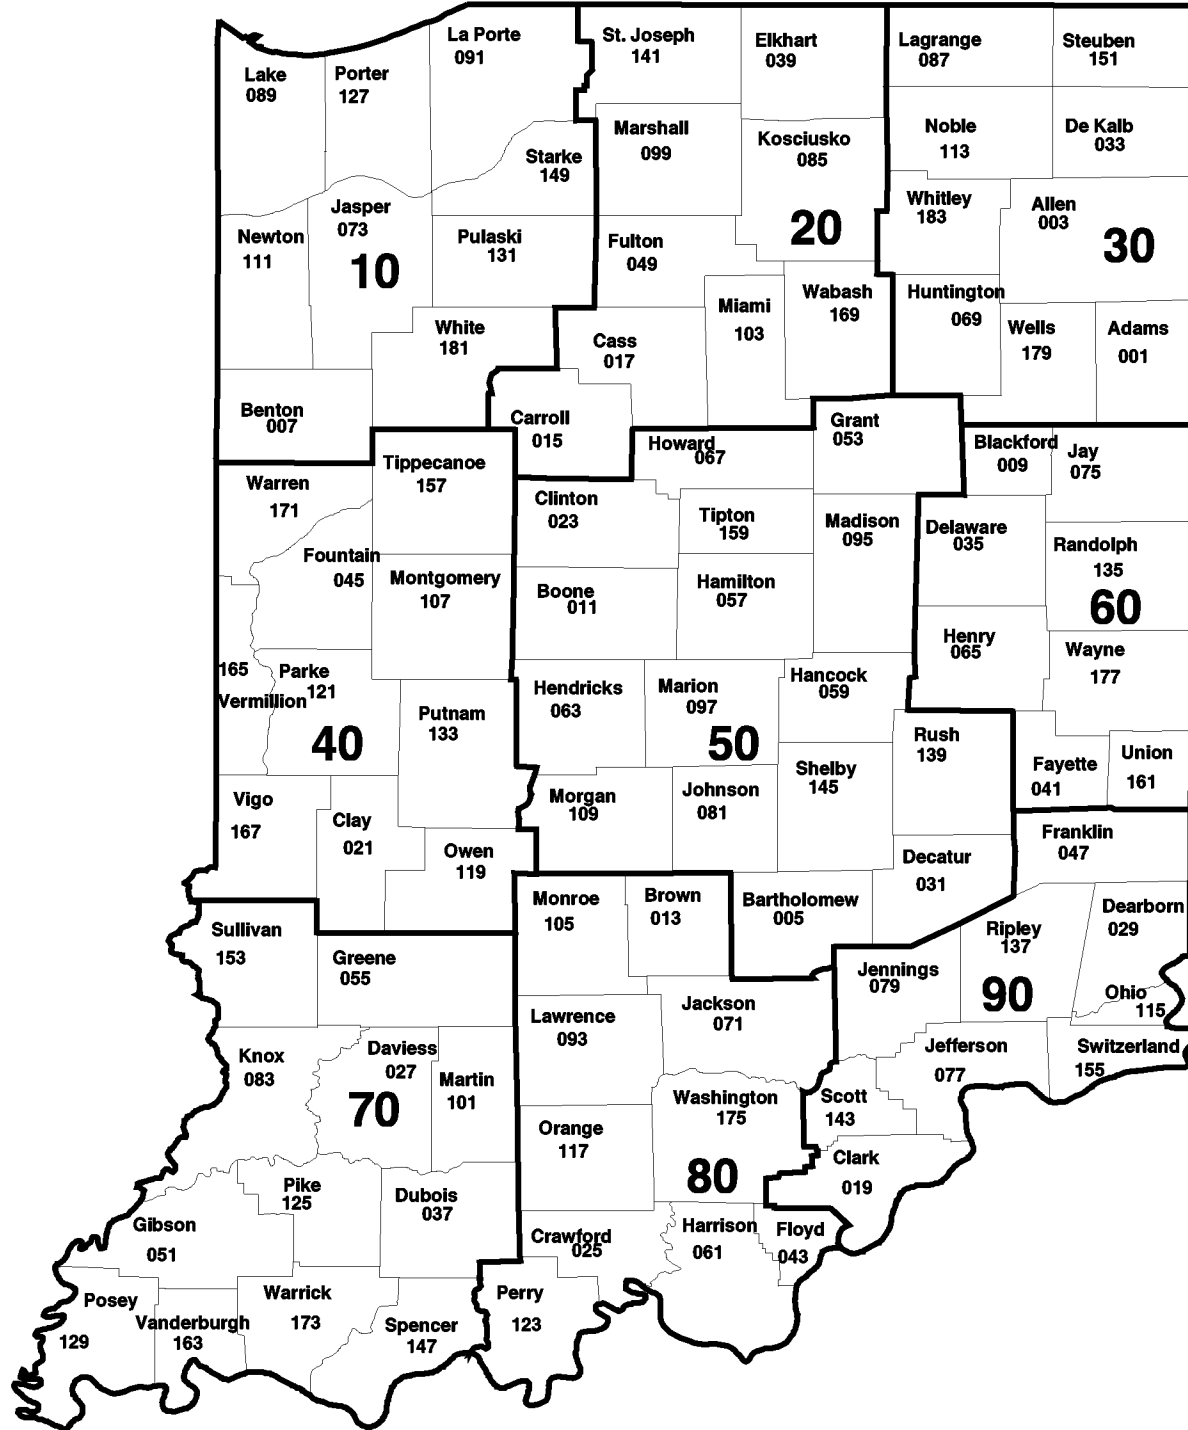 La Porte
091
St. Joseph
141
Elkhart
039
Lagrange
087
Steuben
151
Lake
089
Porter
127
Marshall
099
Kosciusko
085
Noble
113
De Kalb
033
Starke
149
Whitley
183
Allen
003
Jasper
073
Newton
111
10
Pulaski
131
Fulton
049
20
30
White
181
Cass
017
Miami
103
Wabash
169
Huntington
069
Wells
179
Adams
001
Benton
007
Carroll
015
Howard
067
Grant
053
Blackford
009
Jay
075
Warren
171
Tippecanoe
157
Clinton
023
Tipton
159
Madison
095
Delaware
035
Randolph
135
60
Fountain
045
Montgomery
107
Boone
011
Hamilton
057
Henry
065
Wayne
177
165
Vermillion
Parke
121
40
Putnam
133
Hendricks
063
Marion
097
50
Hancock
059
Rush
139
Fayette
041
Union
161
Vigo
167
Clay
021
Owen
119
Morgan
109
Johnson
081
Shelby
145
Decatur
031
Franklin
047
Sullivan
153
Greene
055
Monroe
105
Brown
013
Bartholomew
005
Jennings
079
Ripley
137
90
Dearborn
029
Ohio
115
Knox
083
Daviess
027
70
Martin
101
Lawrence
093
Jackson
071
Washington
175
80
Scott
143
Jefferson
077
Switzerland
155
Orange
117
Clark
019
Gibson
051
Pike
125
Dubois
037
Crawford
025
Harrison
061
Floyd
043
Posey
129
Vanderburgh
163
Warrick
173
Spencer
147
Perry
123